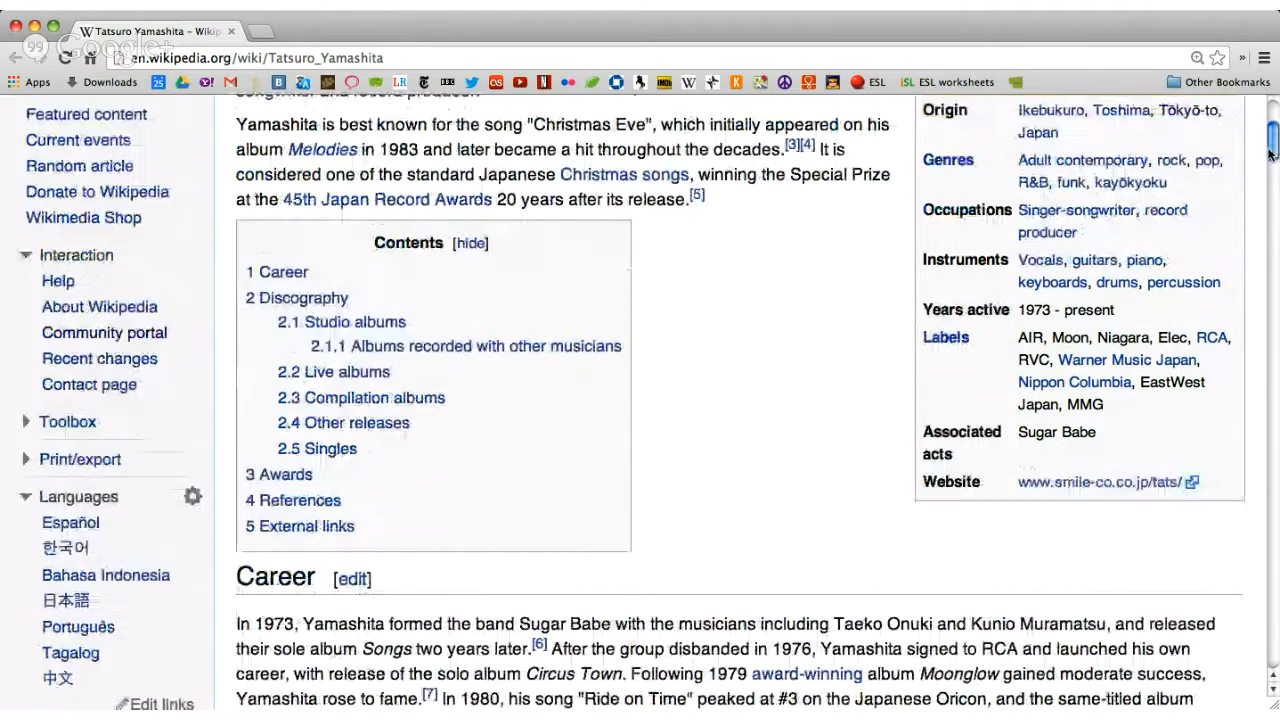 Tatsuro Yamashita – Wikip
Google+
en.wikipedia.org/wiki/Tatsuro_Yamashita
Apps Downloads 25 Y! B LR BBC OS N IMDb W K ESL ESL worksheets Other Bookmarks
Featured content
Current events
Random article
Donate to Wikipedia
Wikimedia Shop
Interaction
Help
About Wikipedia
Community portal
Recent changes
Contact page
Toolbox
Print/export
Languages
Español
한국어
Bahasa Indonesia
日本語
Português
Tagalog
中文
Edit links
Yamashita is best known for the song "Christmas Eve", which initially appeared on his
album Melodies in 1983 and later became a hit throughout the decades.[3][4] It is
considered one of the standard Japanese Christmas songs, winning the Special Prize
at the 45th Japan Record Awards 20 years after its release.[5]
Contents [hide]
1 Career
2 Discography
2.1 Studio albums
2.1.1 Albums recorded with other musicians
2.2 Live albums
2.3 Compilation albums
2.4 Other releases
2.5 Singles
3 Awards
4 References
5 External links
Origin Ikebukuro, Toshima, Tōkyō-to,
Japan
Genres Adult contemporary, rock, pop,
R&B, funk, kayōkyoku
Occupations Singer-songwriter, record
producer
Instruments Vocals, guitars, piano,
keyboards, drums, percussion
Years active 1973 - present
Labels AIR, Moon, Niagara, Elec, RCA,
RVC, Warner Music Japan,
Nippon Columbia, EastWest
Japan, MMG
Associated Sugar Babe
acts
Website www.smile-co.co.jp/tats/
Career [edit]
In 1973, Yamashita formed the band Sugar Babe with the musicians including Taeko Onuki and Kunio Muramatsu, and released
their sole album Songs two years later.[6] After the group disbanded in 1976, Yamashita signed to RCA and launched his own
career, with release of the solo album Circus Town. Following 1979 award-winning album Moonglow gained moderate success,
Yamashita rose to fame.[7] In 1980, his song "Ride on Time" peaked at #3 on the Japanese Oricon, and the same-titled album